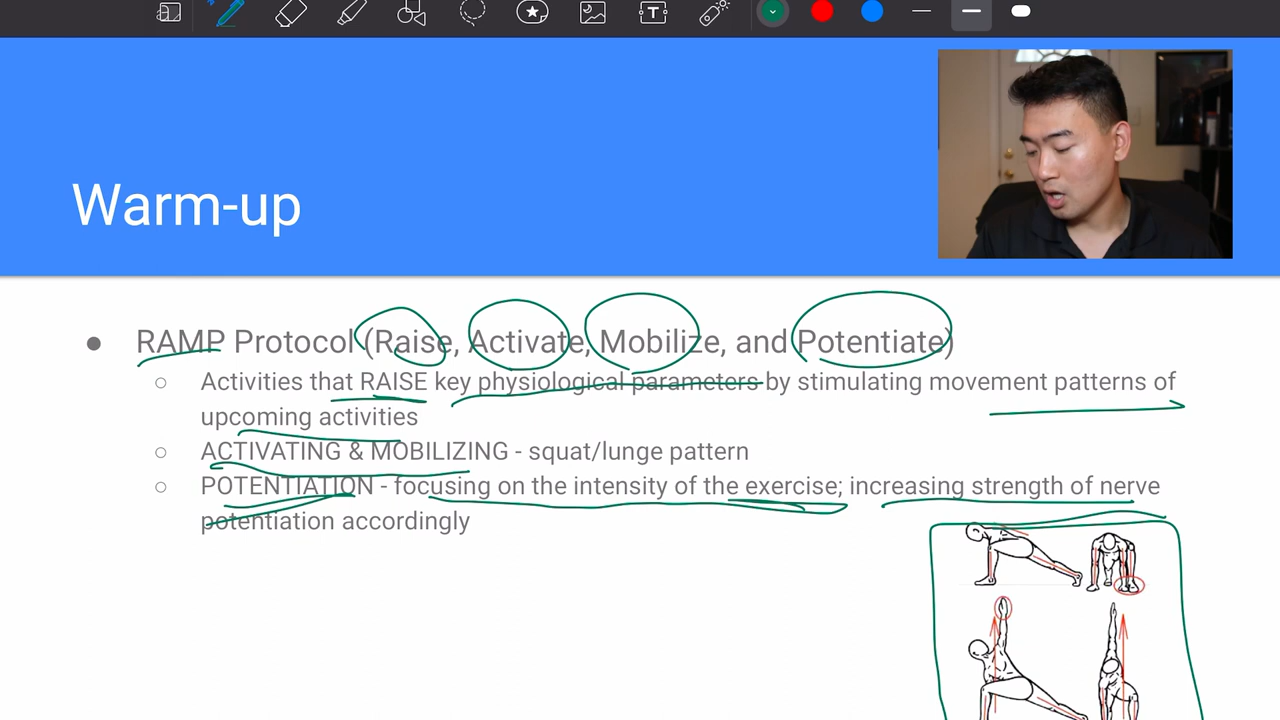 Warm-up
● RAMP Protocol (Raise, Activate, Mobilize, and Potentiate)
○ Activities that RAISE key physiological parameters by stimulating movement patterns of
upcoming activities
○ ACTIVATING & MOBILIZING - squat/lunge pattern
○ POTENTIATION - focusing on the intensity of the exercise; increasing strength of nerve
potentiation accordingly